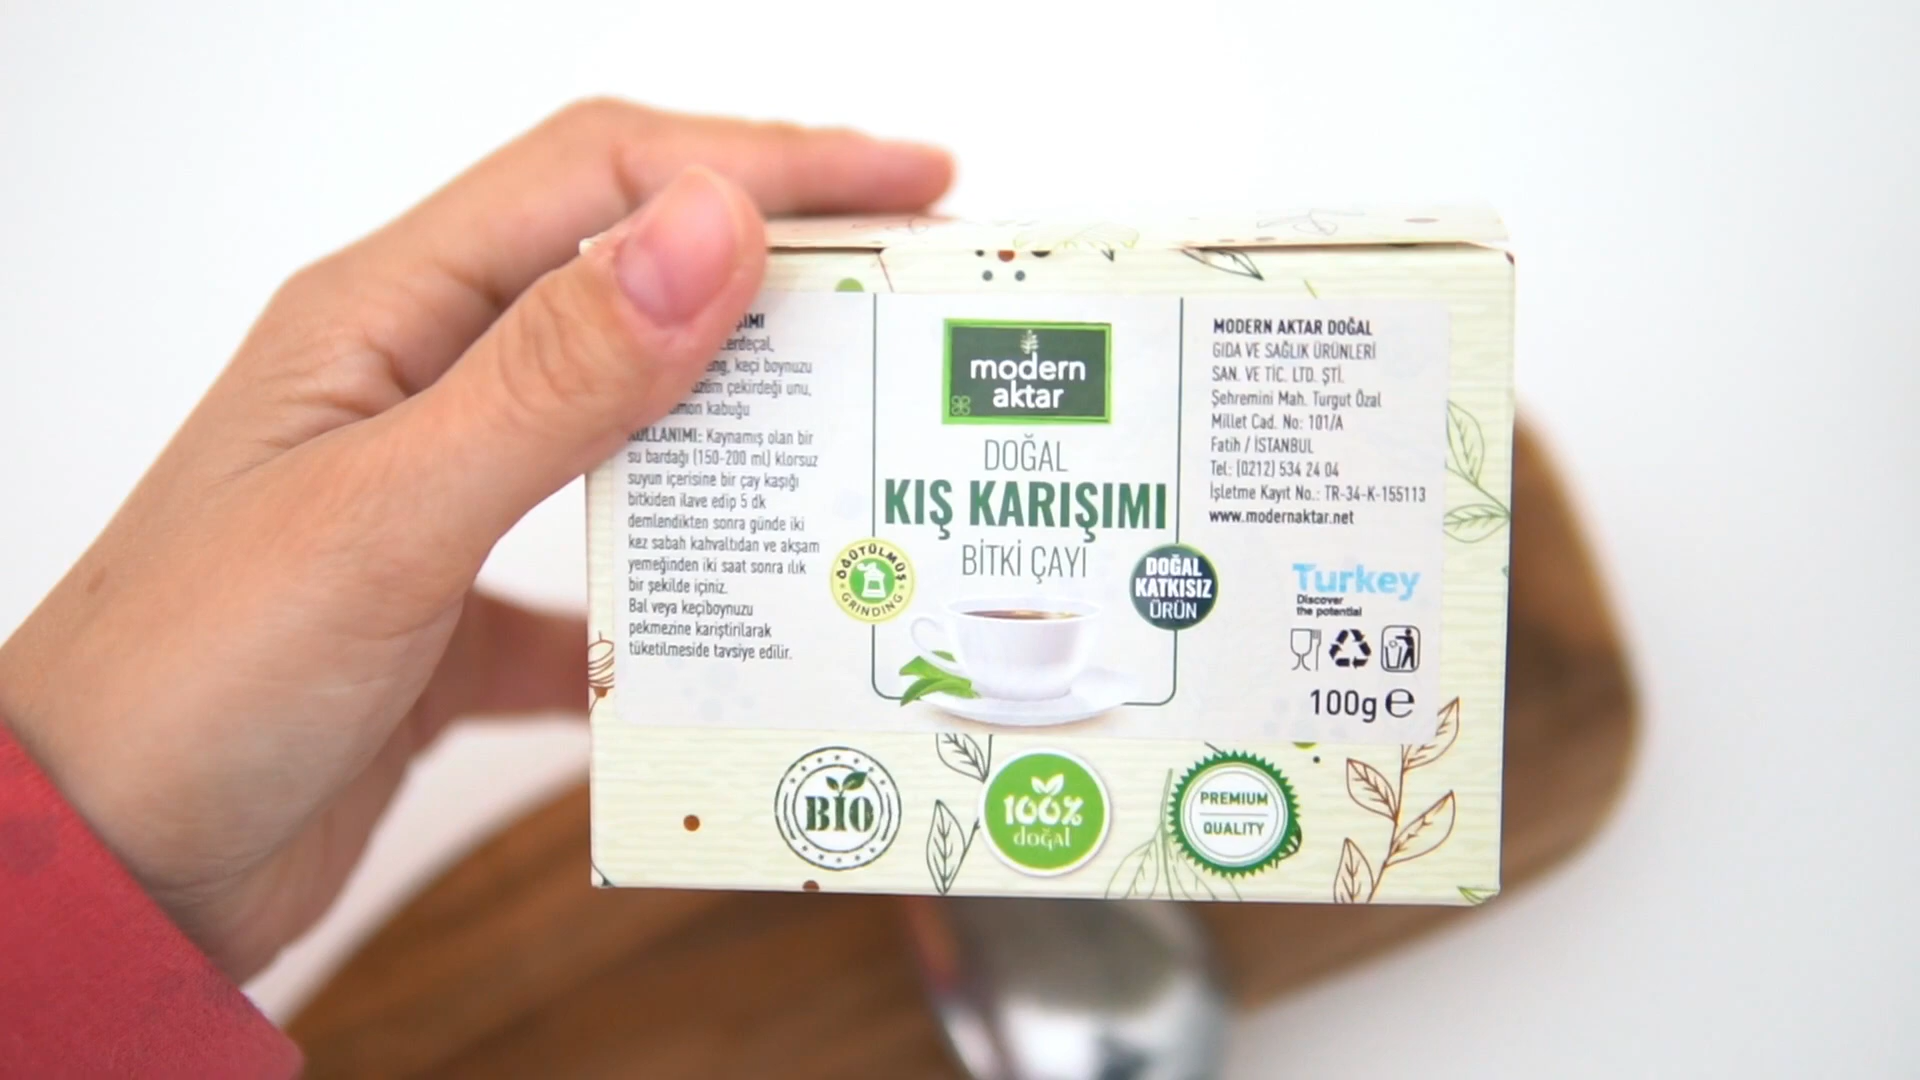 keçi boynuzu
çekirdeği unu,
kabuğu
KULLANIMI: Kaynamış olan bir
su bardağı (150-200 ml) klorsuz
suyun içerisine bir çay kaşığı
bitkiden ilave edip 5 dk
demlendikten sonra günde iki
kez sabah kahvaltıdan ve akşam
yemeğinden iki saat sonra ılık
bir şekilde içiniz.
Bal veya keçiboynuzu
pekmezine karıştırılarak
tüketilmeside tavsiye edilir.
ÖĞÜTÜLMÜŞ
GRINDING
modern
aktar
DOĞAL
KIŞ KARIŞIMI
BİTKİ ÇAYI
DOĞAL
KATKISIZ
ÜRÜN
MODERN AKTAR DOĞAL
GIDA VE SAĞLIK ÜRÜNLERİ
SAN. VE TİC. LTD. ŞTİ.
Şehremini Mah. Turgut Özal
Millet Cad. No: 101/A
Fatih / İSTANBUL
Tel: (0212) 534 24 04
İşletme Kayıt No.: TR-34-K-155113
www.modernaktar.net
Turkey
Discover
the potential
100g e
BIO
100%
doğal
PREMIUM
QUALITY